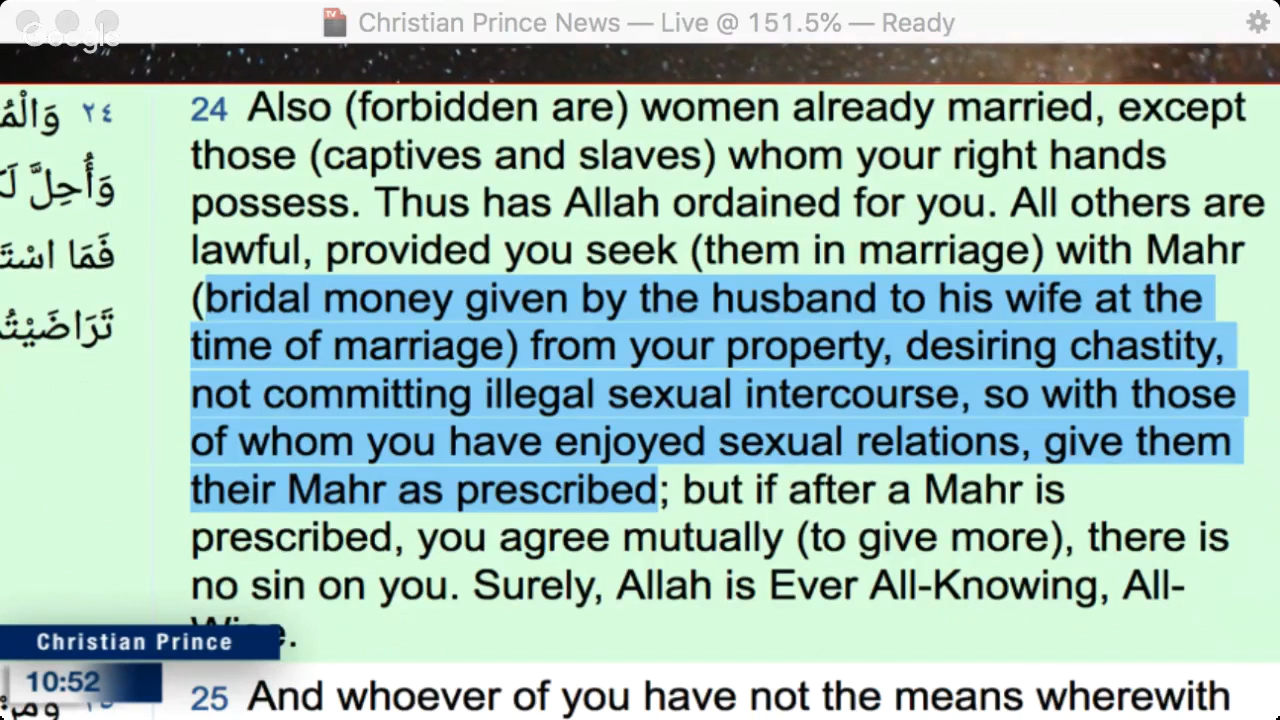 Christian Prince News — Live @ 151.5% — Ready
Google
TV
24 Also (forbidden are) women already married, except
those (captives and slaves) whom your right hands
possess. Thus has Allah ordained for you. All others are
lawful, provided you seek (them in marriage) with Mahr
(bridal money given by the husband to his wife at the
time of marriage) from your property, desiring chastity,
not committing illegal sexual intercourse, so with those
of whom you have enjoyed sexual relations, give them
their Mahr as prescribed; but if after a Mahr is
prescribed, you agree mutually (to give more), there is
no sin on you. Surely, Allah is Ever All-Knowing, All-
Christian Prince
10:52
25 And whoever of you have not the means wherewith
٢٤
وَأُحِلَّ
فَمَا